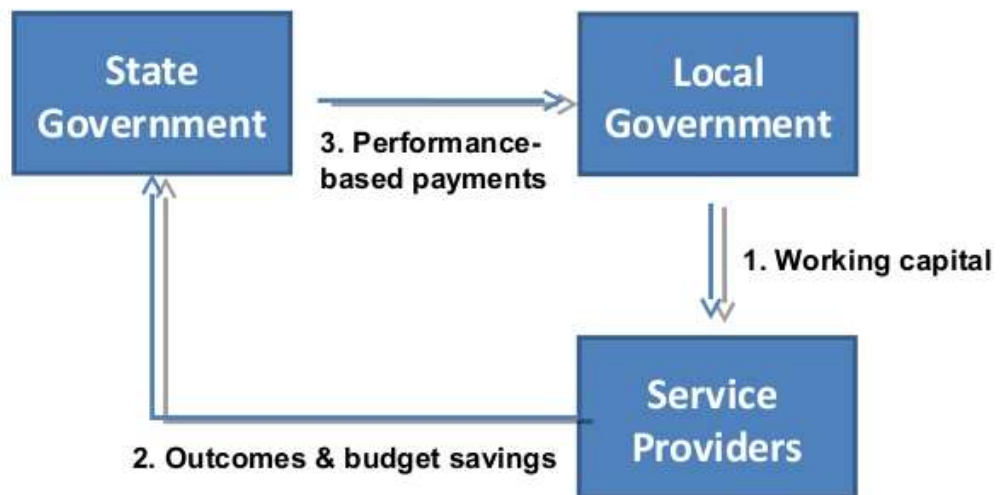 State
Government
Local
Government
3. Performance-
based payments
1. Working capital
Service
Providers
2. Outcomes & budget savings